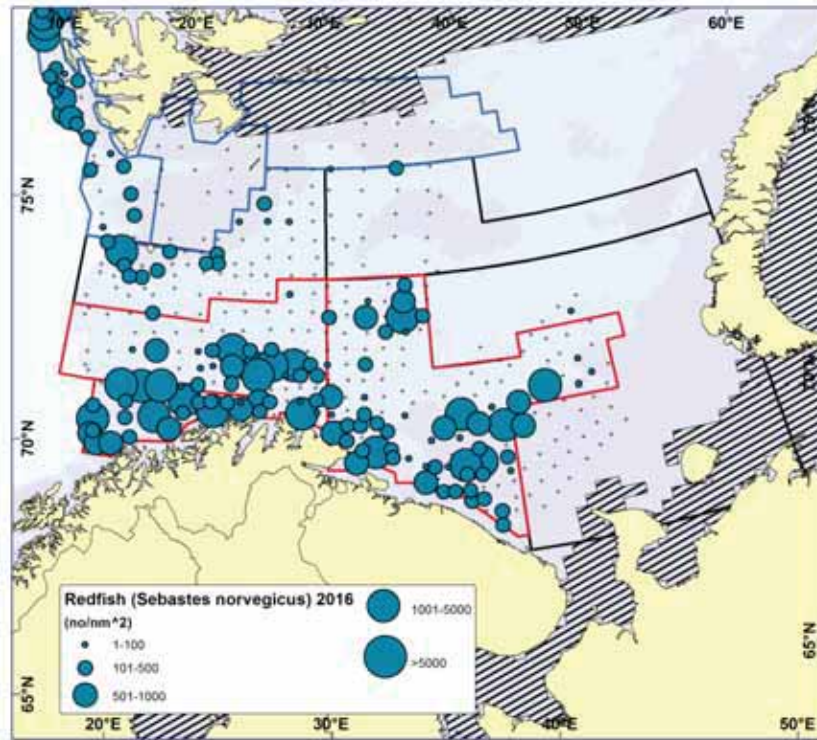 10°E 20°E 30°E 40°E 50°E 60°E
75°N
70°N
70°N
65°N
65°N
Redfish (Sebastes norvegicus) 2016
(no/nm^2)
1-100
101-500
501-1000
1001-5000
>5000
20°E 30°E 40°E 50°E